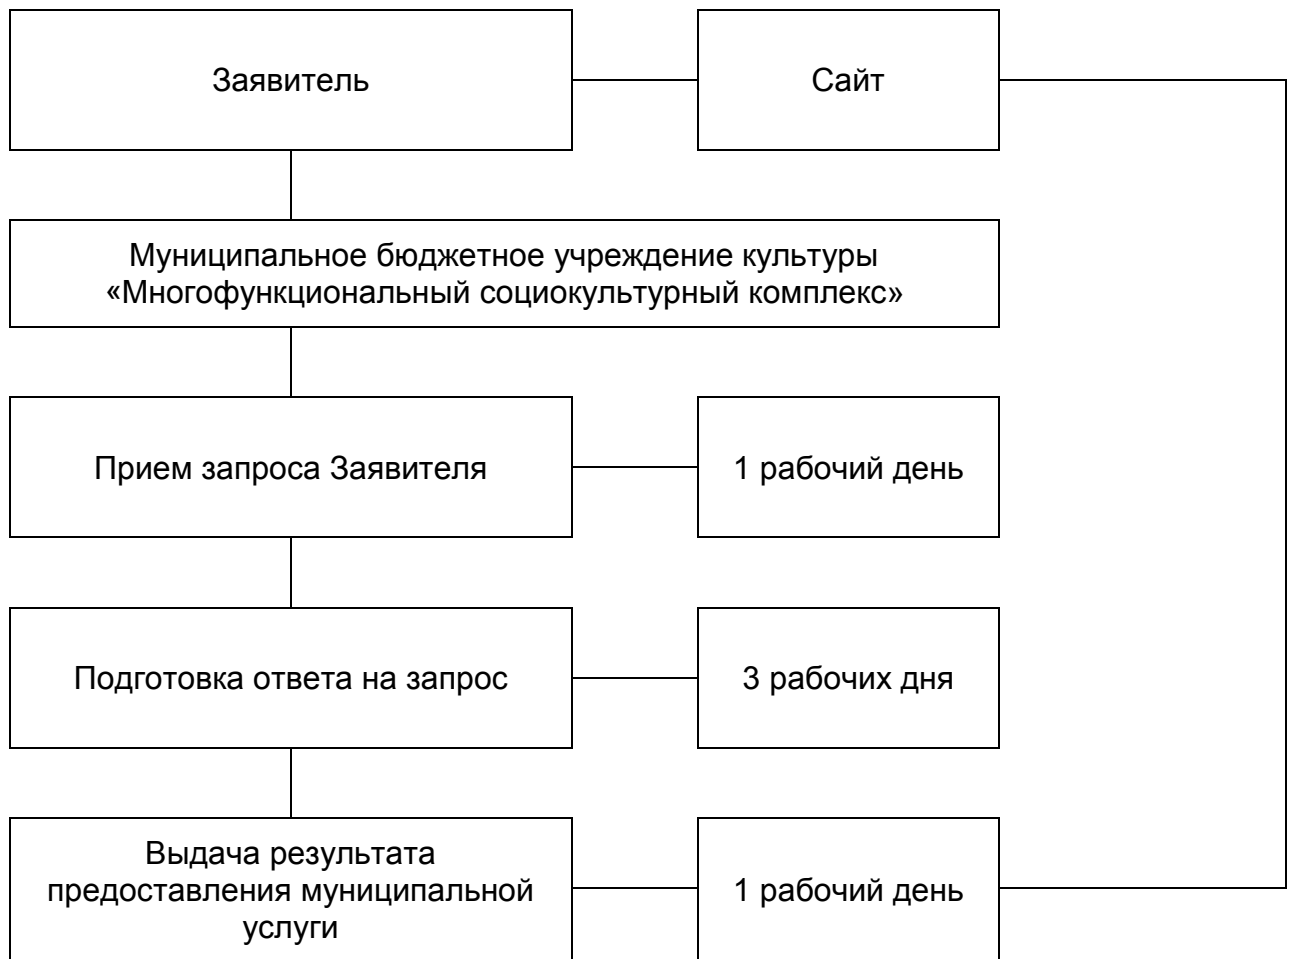 Заявитель
Сайт
Муниципальное бюджетное учреждение культуры
«Многофункциональный социокультурный комплекс»
Прием запроса Заявителя
1 рабочий день
Подготовка ответа на запрос
3 рабочих дня
Выдача результата
предоставления муниципальной
услуги
1 рабочий день